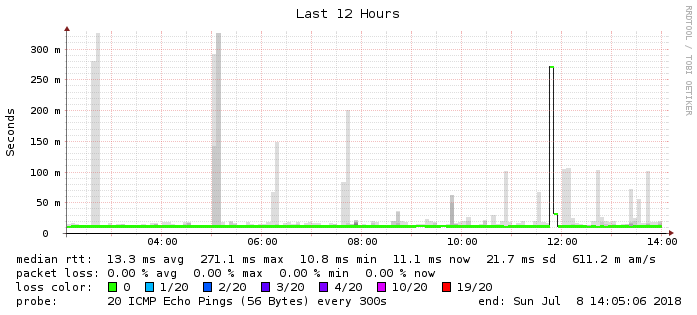 Last 12 Hours
RRDTOOL / TOBI OETIKER
Seconds
300 m
250 m
200 m
150 m
100 m
50 m
0
04:00 06:00 08:00 10:00 12:00 14:00
median rtt: 13.3 ms avg 271.1 ms max 10.8 ms min 11.1 ms now 21.7 ms sd 611.2 m am/s
packet loss: 0.00 % avg 0.00 % max 0.00 % min 0.00 % now
loss color: 0 1/20 2/20 3/20 4/20 10/20 19/20
probe: 20 ICMP Echo Pings (56 Bytes) every 300s end: Sun Jul 8 14:05:06 2018